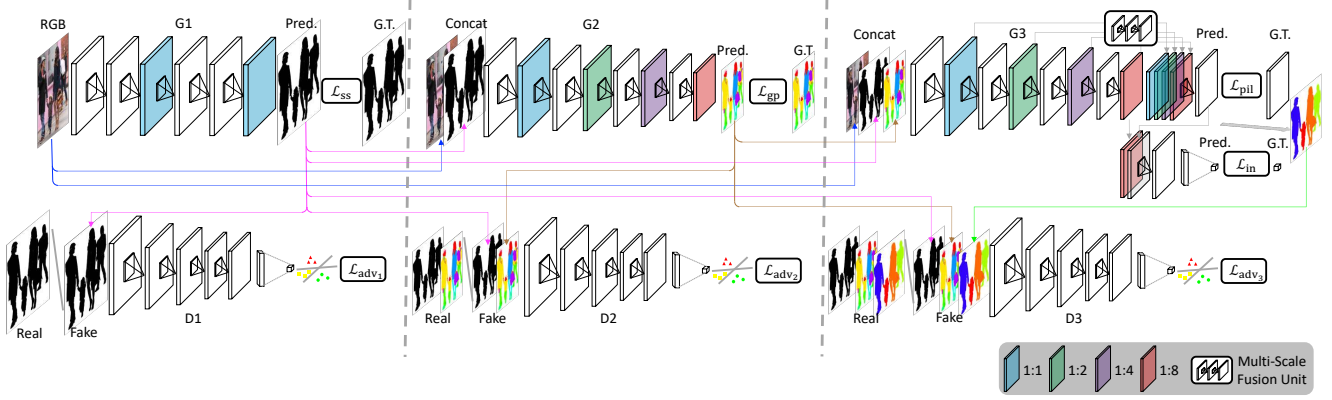 RGB
G1
Pred.
G.T.
ℒss
Concat
G2
Pred.
G.T.
ℒgp
Concat
G3
Pred.
G.T.
ℒpil
Pred.
G.T.
ℒin
Real
Fake
D1
ℒadv1
Real
Fake
D2
ℒadv2
Real
Fake
D3
ℒadv3
1:1
1:2
1:4
1:8
Multi-Scale
Fusion Unit